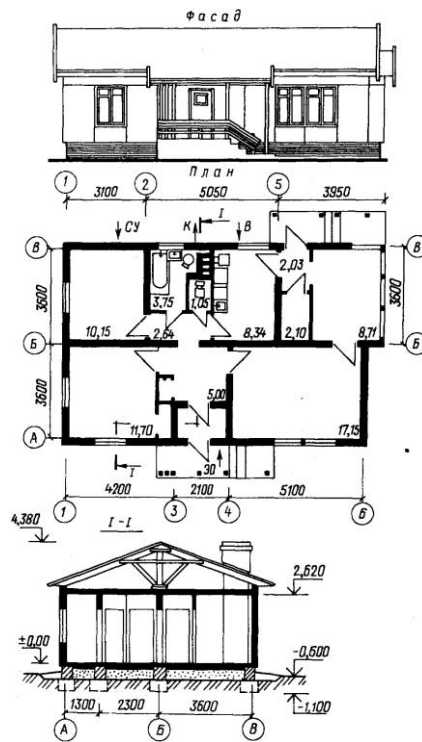 Фасад
План
1 2 5
3100 5050 3950
СУ К I В
В В
2,03
3600 3,75 1,05 3600
10,15 2,64 8,34 2,10 8,71
Б Б
3600 5,00
11,70 17,15
А
ЭО
I
4200 2100 5100
1 3 4 Б
I-I
4,380
2,620
±0,00
-0,600
1300 2300 3600
-1,100
А Б В